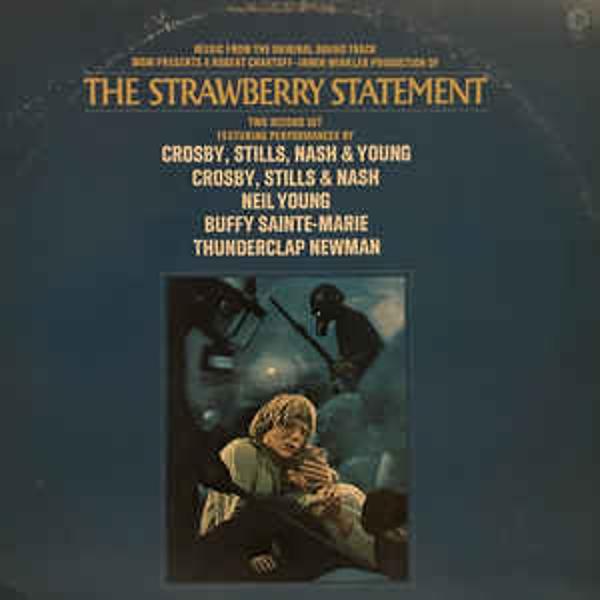 MUSIC FROM THE ORIGINAL SOUND TRACK
MGM PRESENTS A ROBERT CHARTOFF-IRWIN WINKLER PRODUCTION OF
THE STRAWBERRY STATEMENT
TWO RECORD SET
FEATURING PERFORMANCES BY
CROSBY, STILLS, NASH & YOUNG
CROSBY, STILLS & NASH
NEIL YOUNG
BUFFY SAINTE-MARIE
THUNDERCLAP NEWMAN